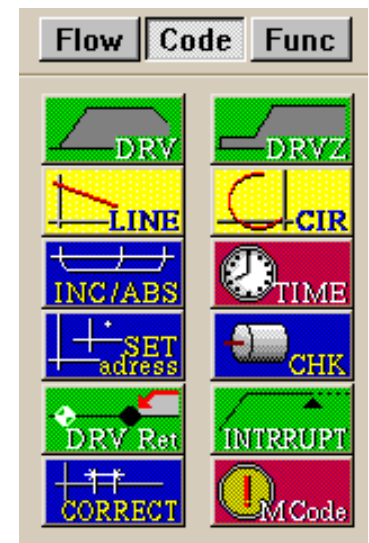 Flow Code Func
DRV DRVZ
LINE CIR
INC/ABS TIME
SET
adress CHK
DRV Ret INTRRUPT
CORRECT MCode